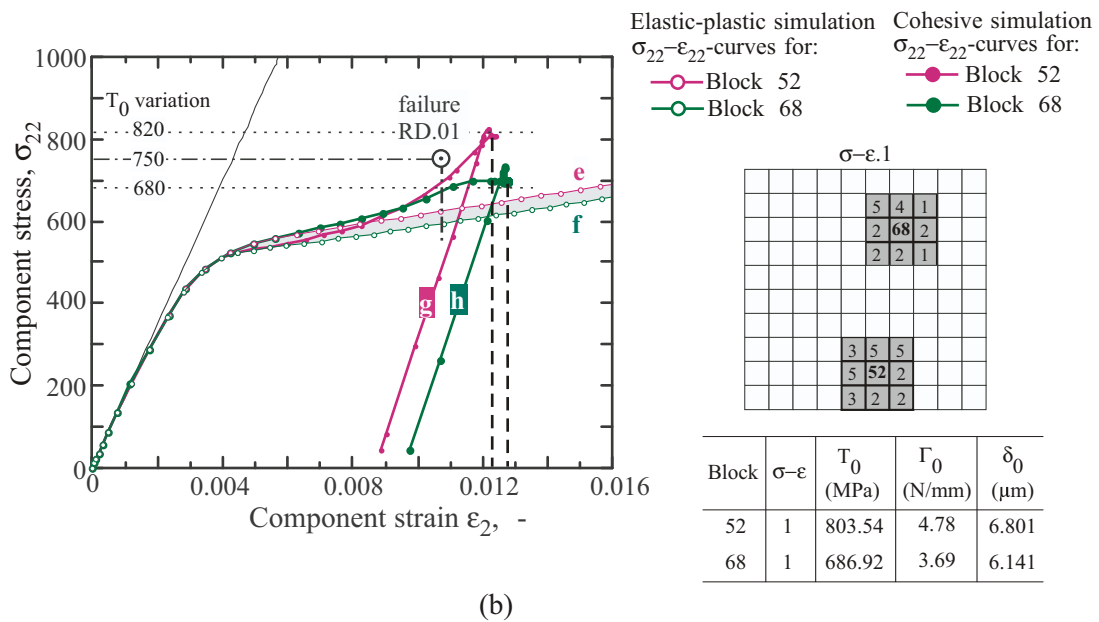 Elastic-plastic simulation
σ22–ε22-curves for:
Block 52
Block 68
Cohesive simulation
σ22–ε22-curves for:
Block 52
Block 68
Component stress, σ22
1000
800
600
400
200
0
T0 variation
820
750
680
failure
RD.01
e
f
g
h
0
0.004
0.008
0.012
0.016
Component strain ε2, -
σ–ε.1
5 4 1
2 68 2
2 2 1
3 5 5
5 52 2
3 2 2
Block σ–ε T0 (MPa) Γ0 (N/mm) δ0 (μm)
52 1 803.54 4.78 6.801
68 1 686.92 3.69 6.141
(b)